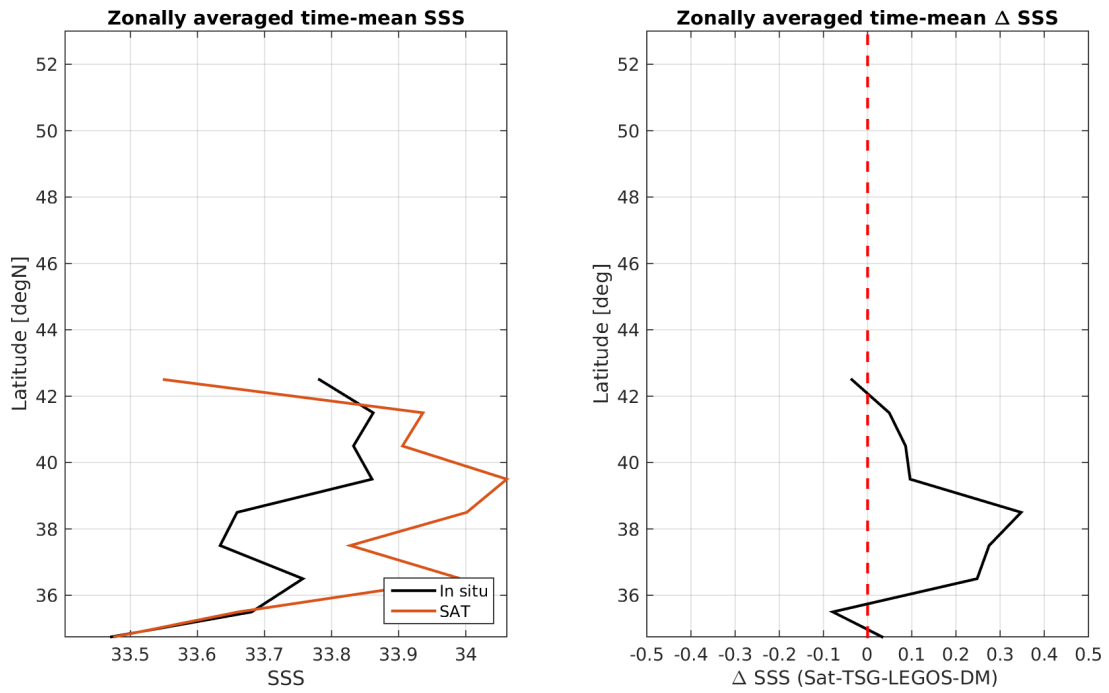 Zonally averaged time-mean SSS
52
50
48
46
44
42
40
38
36
Latitude [degN]
33.5 33.6 33.7 33.8 33.9 34
SSS
In situ
SAT
Zonally averaged time-mean Δ SSS
52
50
48
46
44
42
40
38
36
Latitude [deg]
-0.5 -0.4 -0.3 -0.2 -0.1 0 0.1 0.2 0.3 0.4 0.5
Δ SSS (Sat-TSG-LEGOS-DM)